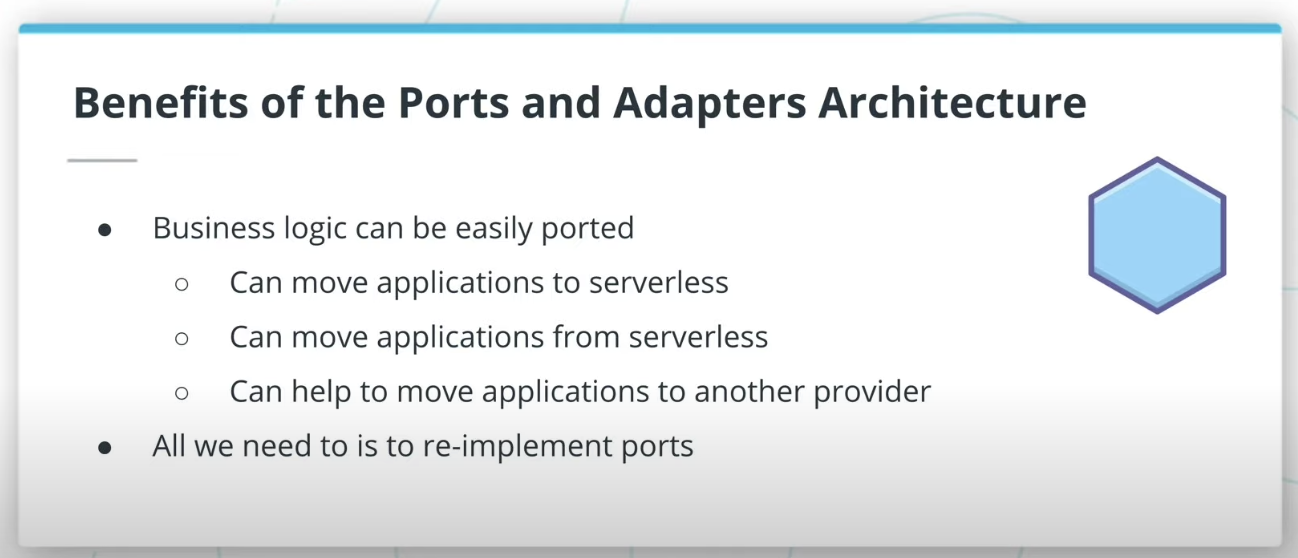 Benefits of the Ports and Adapters Architecture
● Business logic can be easily ported
○ Can move applications to serverless
○ Can move applications from serverless
○ Can help to move applications to another provider
● All we need to is to re-implement ports